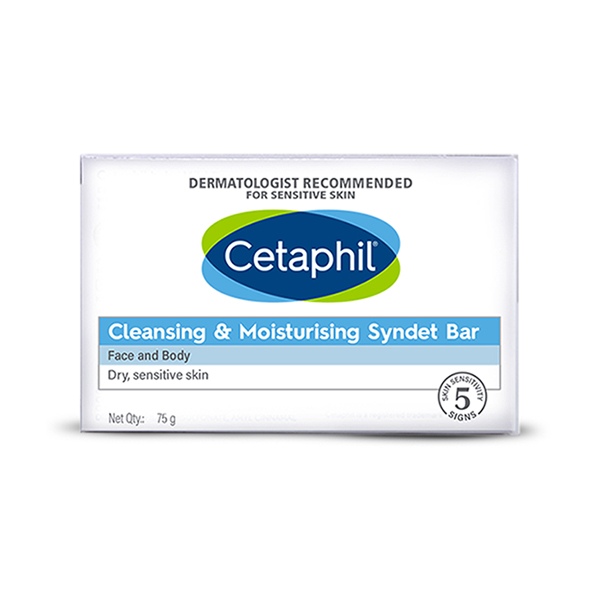 DERMATOLOGIST RECOMMENDED
FOR SENSITIVE SKIN
Cetaphil®
Cleansing & Moisturising Syndet Bar
Face and Body
Dry, sensitive skin
SKIN SENSITIVITY
5
SIGNS
Net Qty.: 75 g